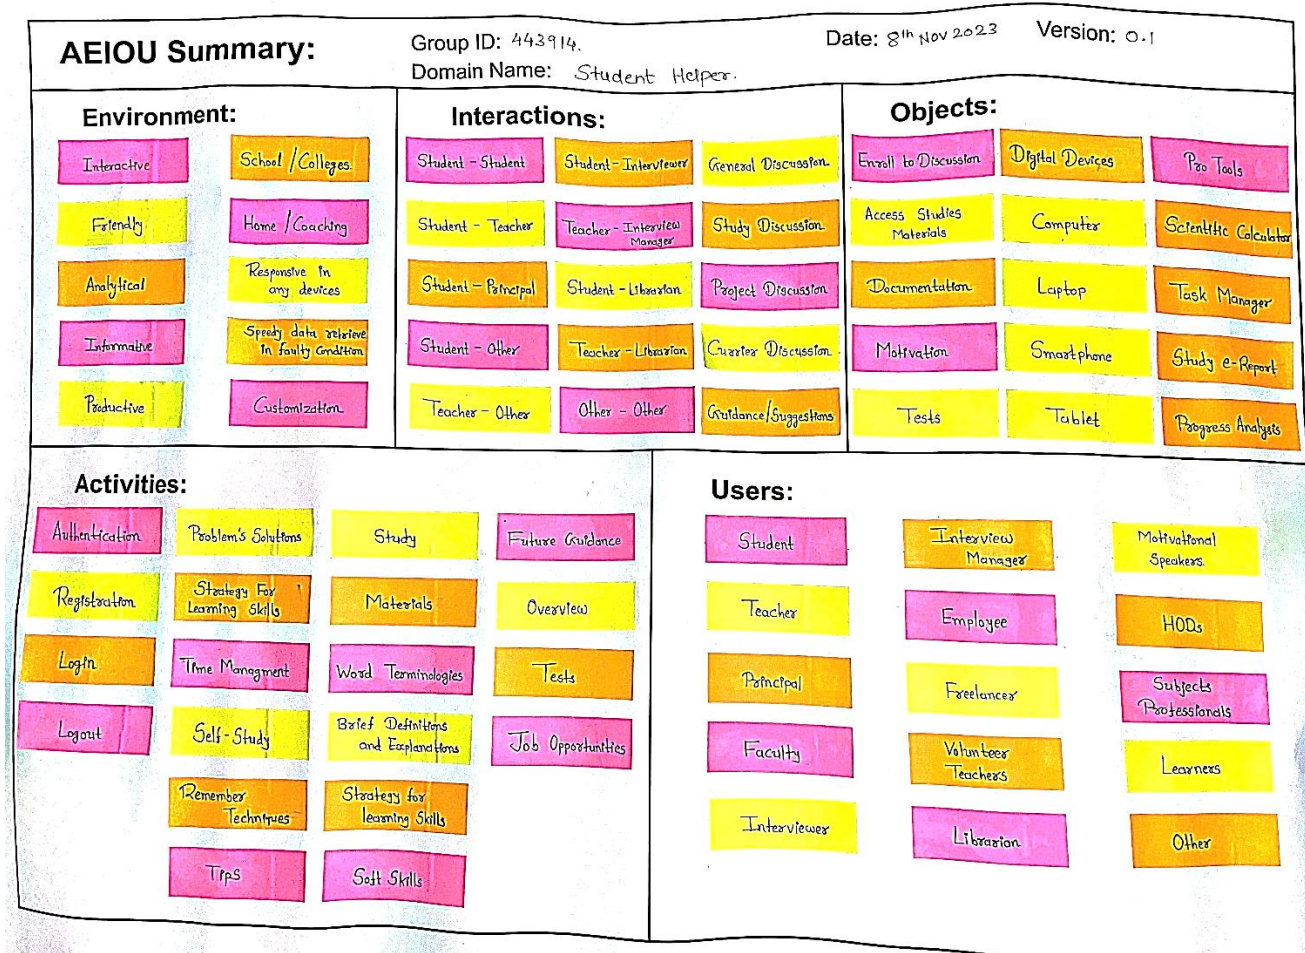 AEIOU Summary:
Group ID: 443914.
Date: 8th Nov 2023
Version: 0.1
Domain Name: Student Helper.
Environment:
Interactive
School / Colleges.
Friendly
Home / Coaching
Analytical
Responsive in
any devices
Informative
Speedy data retrieve
in faulty Condition
Productive
Customization
Interactions:
Student - Student
Student - Interviewer
General Discussion
Student - Teacher
Teacher - Interview
Manager
Study Discussion
Student - Principal
Student - Librarian
Project Discussion
Student - Other
Teacher - Librarian
Currier Discussion
Teacher - Other
Other - Other
Guidance/Suggestions
Objects:
Enroll to Discussion
Digital Devices
Pro Tools
Access Studies
Materials
Computer
Scientific Calculator
Documentation
Laptop
Task Manager
Motivation
Smartphone
Study e-Report
Tests
Tablet
Progress Analysis
Activities:
Authentication
Problem's Solutions
Study
Future Guidance
Registration
Strategy For
Learning Skills
Materials
Overview
Login
Time Managment
Word Terminologies
Tests
Logout
Self-Study
Brief Definitions
and Explanations
Job Opportunities
Remember
Techniques
Strategy for
learning Skills
Tips
Soft Skills
Users:
Student
Interview
Manager
Motivational
Speakers.
Teacher
Employee
HODs
Principal
Freelancer
Subjects
Professionals
Faculty
Volunteer
Teachers
Learners
Interviewer
Librarian
Other